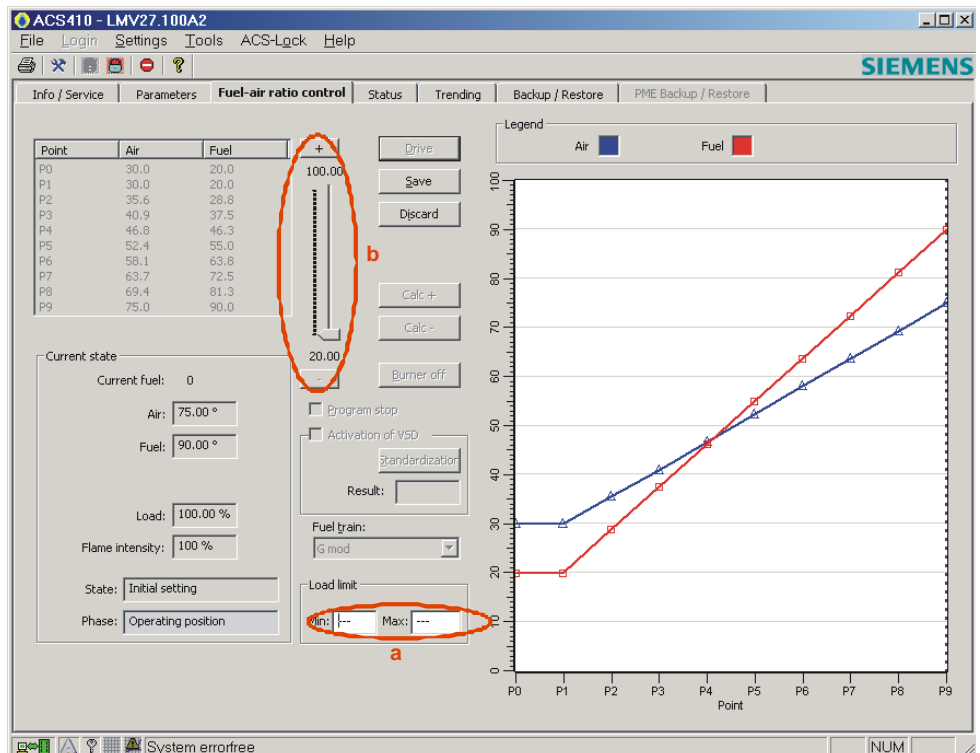 ACS410 - LMV27.100A2
File Login Settings Tools ACS-Lock Help
SIEMENS
Info / Service Parameters Fuel-air ratio control Status Trending Backup / Restore PME Backup / Restore
Point Air Fuel
P0 30.0 20.0
P1 30.0 20.0
P2 35.6 28.8
P3 40.9 37.5
P4 46.8 46.3
P5 52.4 55.0
P6 58.1 63.8
P7 63.7 72.5
P8 69.4 81.3
P9 75.0 90.0
+
100.00
b
20.00
-
Drive
Save
Discard
Calc +
Calc -
Burner off
Current state
Current fuel: 0
Air: 75.00 °
Fuel: 90.00 °
Load: 100.00 %
Flame intensity: 100 %
State: Initial setting
Phase: Operating position
Program stop
Activation of VSD
Standardization
Result:
Fuel train:
G mod
Load limit
Min: --- Max: ---
a
Legend
Air Fuel
100
90
80
70
60
50
40
30
20
10
0
P0 P1 P2 P3 P4 P5 P6 P7 P8 P9
Point
System errorfree
NUM